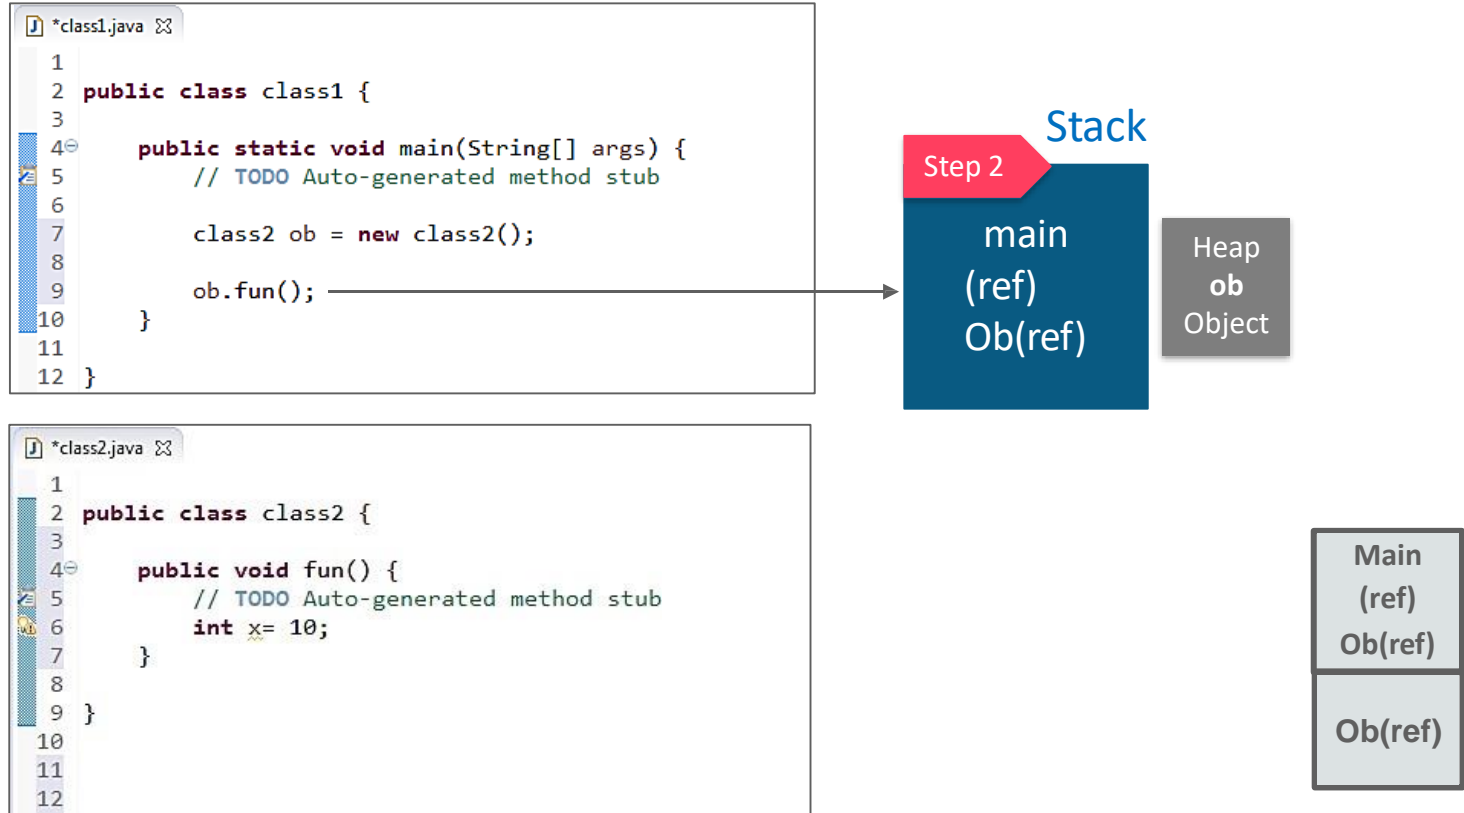 *class1.java
1
2 public class class1 {
3
4 public static void main(String[] args) {
5 // TODO Auto-generated method stub
6
7 class2 ob = new class2();
8
9 ob.fun();
10 }
11
12 }
Stack
Step 2
main
(ref)
Ob(ref)
Heap
ob
Object
*class2.java
1
2 public class class2 {
3
4 public void fun() {
5 // TODO Auto-generated method stub
6 int x= 10;
7 }
8
9 }
10
11
12
Main
(ref)
Ob(ref)
Ob(ref)